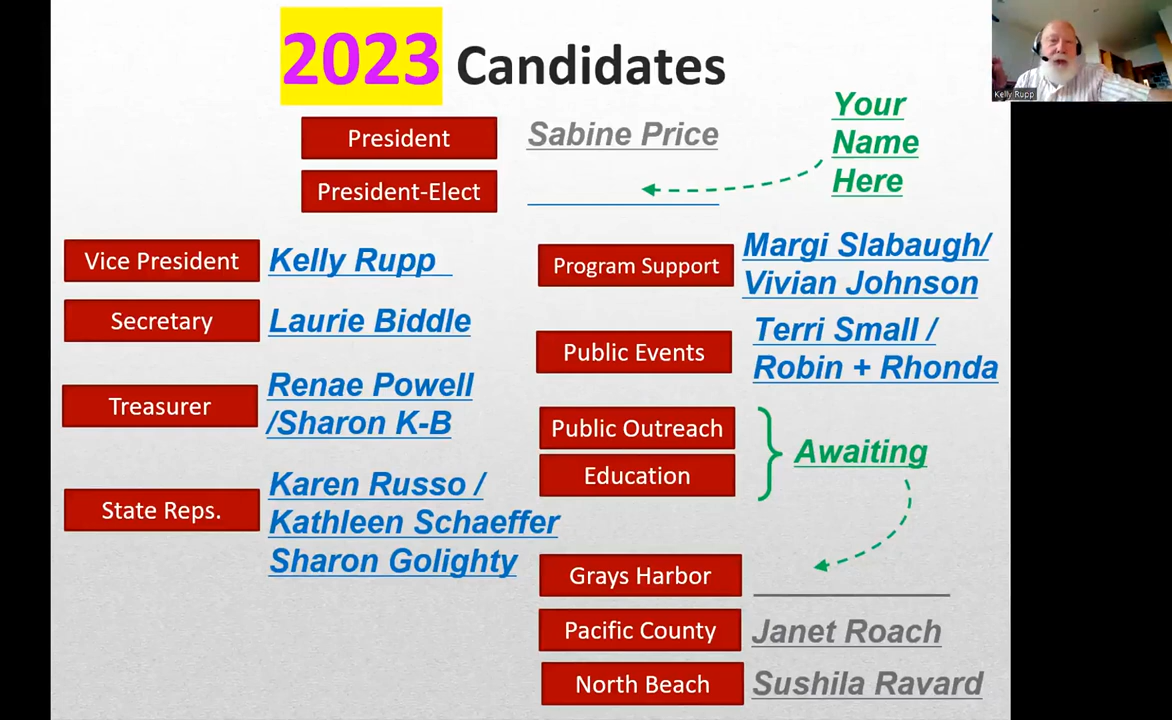 2023 Candidates
President
Sabine Price
President-Elect
Your
Name
Here
Kelly Rupp
Vice President
Kelly Rupp
Secretary
Laurie Biddle
Treasurer
Renae Powell
/Sharon K-B
State Reps.
Karen Russo /
Kathleen Schaeffer
Sharon Golighty
Program Support
Margi Slabaugh/
Vivian Johnson
Public Events
Terri Small /
Robin + Rhonda
Public Outreach
Education
Awaiting
Grays Harbor
Pacific County
Janet Roach
North Beach
Sushila Ravard